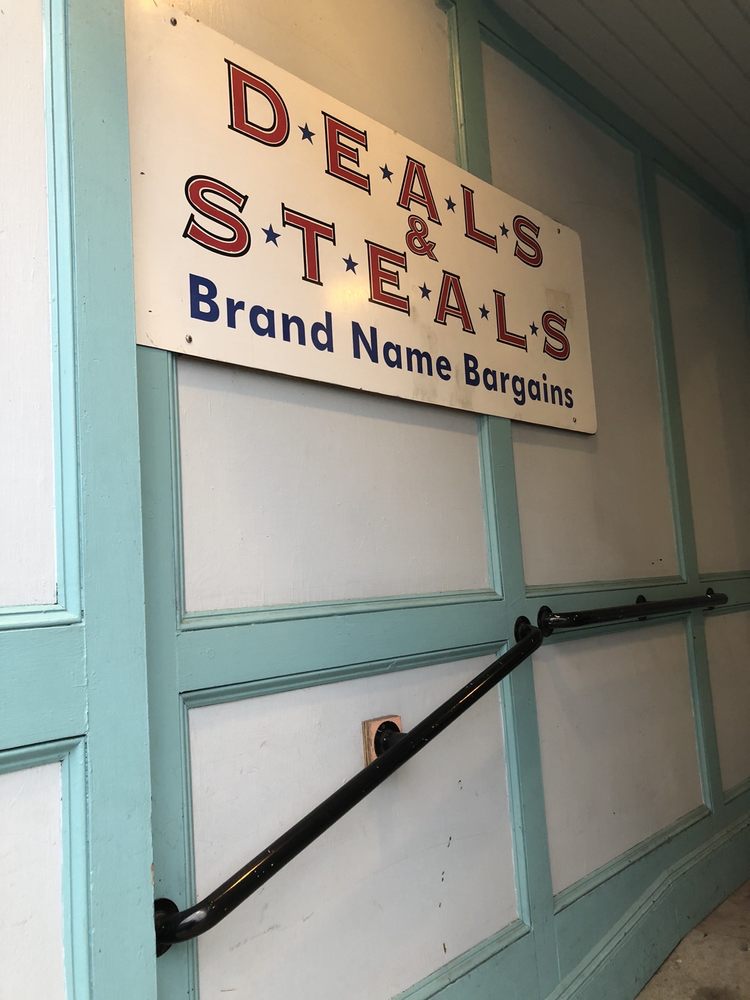 D★E★A★L★S
&
S★T★E★A★L★S
Brand Name Bargains